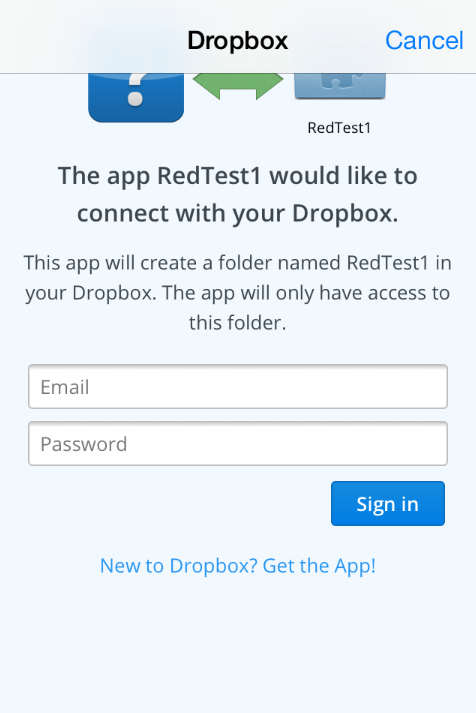 Dropbox
Cancel
?
RedTest1
The app RedTest1 would like to
connect with your Dropbox.
This app will create a folder named RedTest1 in
your Dropbox. The app will only have access to
this folder.
Email
Password
Sign in
New to Dropbox? Get the App!